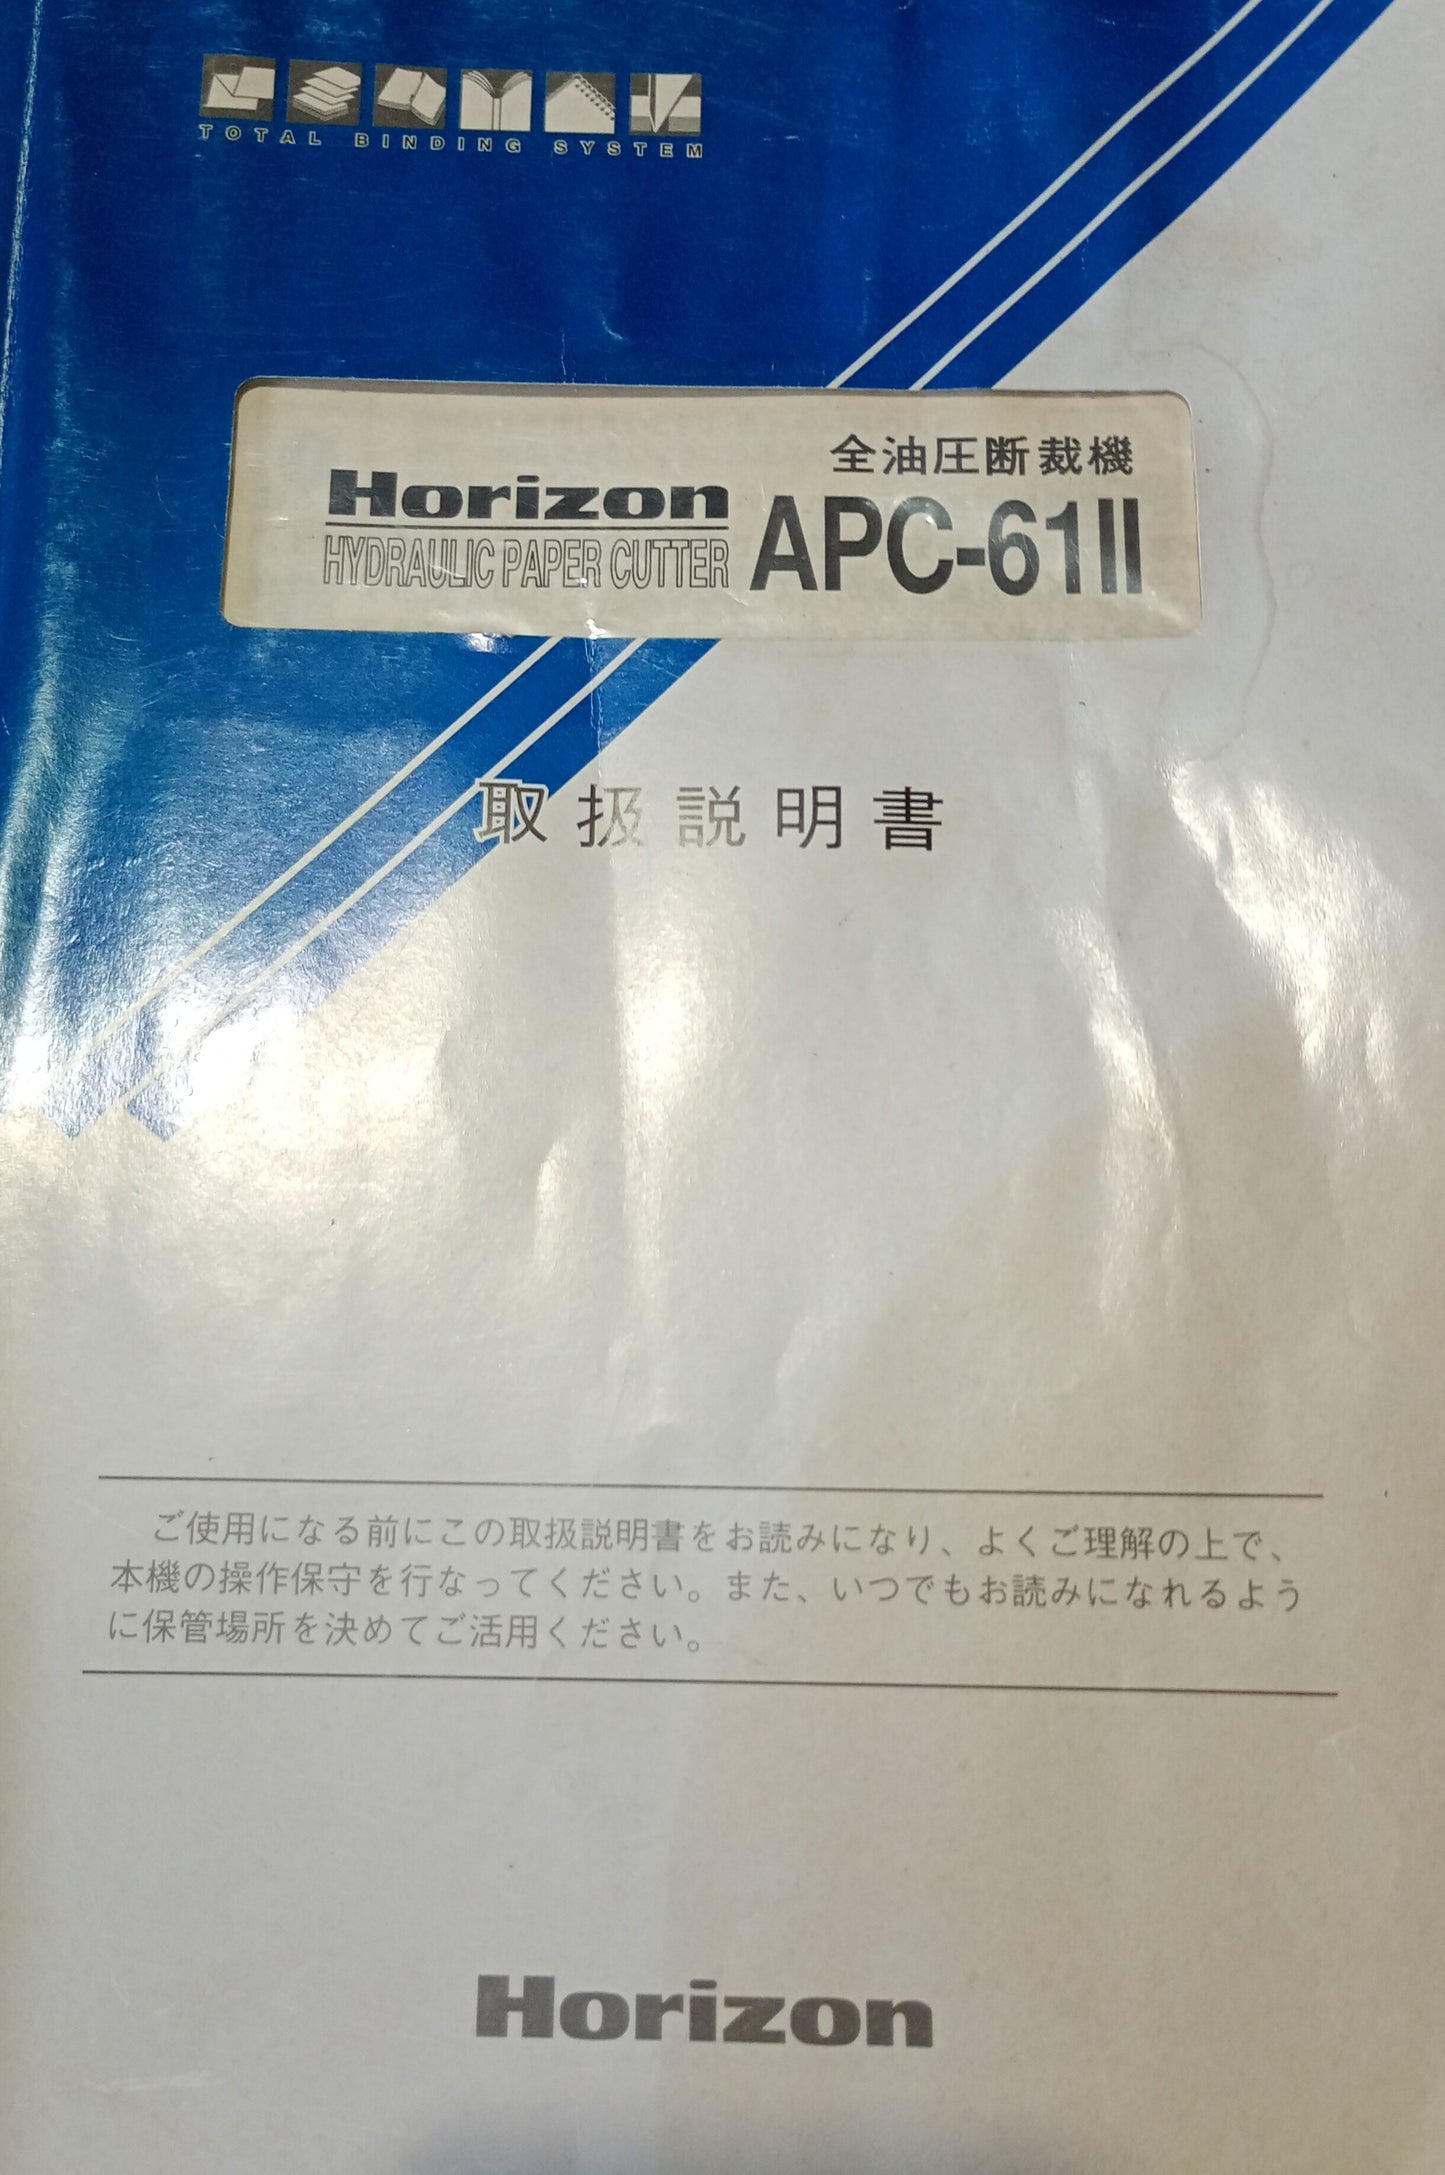 TOTAL BINDING SYSTEM
全油圧断裁機
Horizon
HYDRAULIC PAPER CUTTER
APC-61II
取扱説明書
ご使用になる前にこの取扱説明書をお読みになり、よくご理解の上で、
本機の操作保守を行なってください。また、いつでもお読みになれるよう
に保管場所を決めてご活用ください。
Horizon